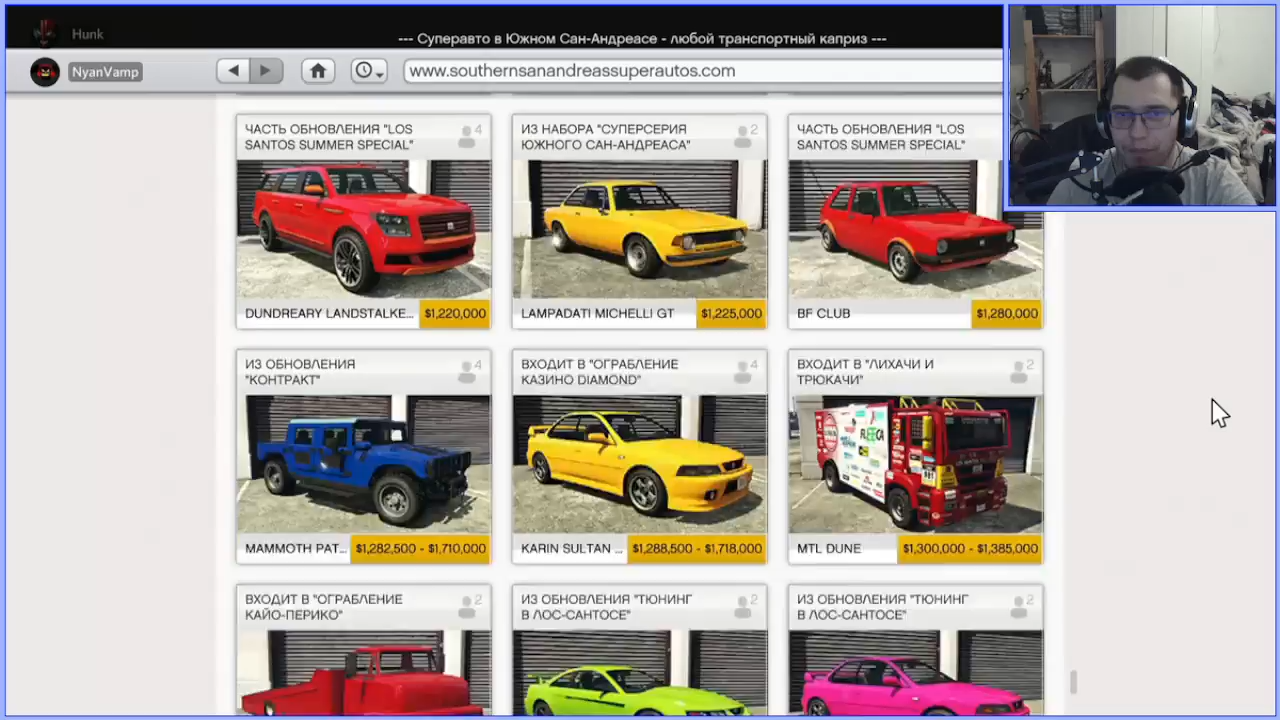 Hunk
--- Суперавто в Южном Сан-Андреасе - любой транспортный каприз ---
NyanVamp
www.southernsanandreassuperautos.com
ЧАСТЬ ОБНОВЛЕНИЯ "LOS
SANTOS SUMMER SPECIAL"
4
ИЗ НАБОРА "СУПЕРСЕРИЯ
ЮЖНОГО САН-АНДРЕАСА"
2
ЧАСТЬ ОБНОВЛЕНИЯ "LOS
SANTOS SUMMER SPECIAL"
DUNDREARY LANDSTALKE...
$1,220,000
LAMPADATI MICHELLI GT
$1,225,000
BF CLUB
$1,280,000
ИЗ ОБНОВЛЕНИЯ
"КОНТРАКТ"
4
ВХОДИТ В "ОГРАБЛЕНИЕ
КАЗИНО DIAMOND"
4
ВХОДИТ В "ЛИХАЧИ И
ТРЮКАЧИ"
2
FLEECA
MAMMOTH PAT...
$1,282,500 - $1,710,000
KARIN SULTAN ...
$1,288,500 - $1,718,000
MTL DUNE
$1,300,000 - $1,385,000
ВХОДИТ В "ОГРАБЛЕНИЕ
КАЙО-ПЕРИКО"
2
ИЗ ОБНОВЛЕНИЯ "ТЮНИНГ
В ЛОС-САНТОСЕ"
2
ИЗ ОБНОВЛЕНИЯ "ТЮНИНГ
В ЛОС-САНТОСЕ"
2